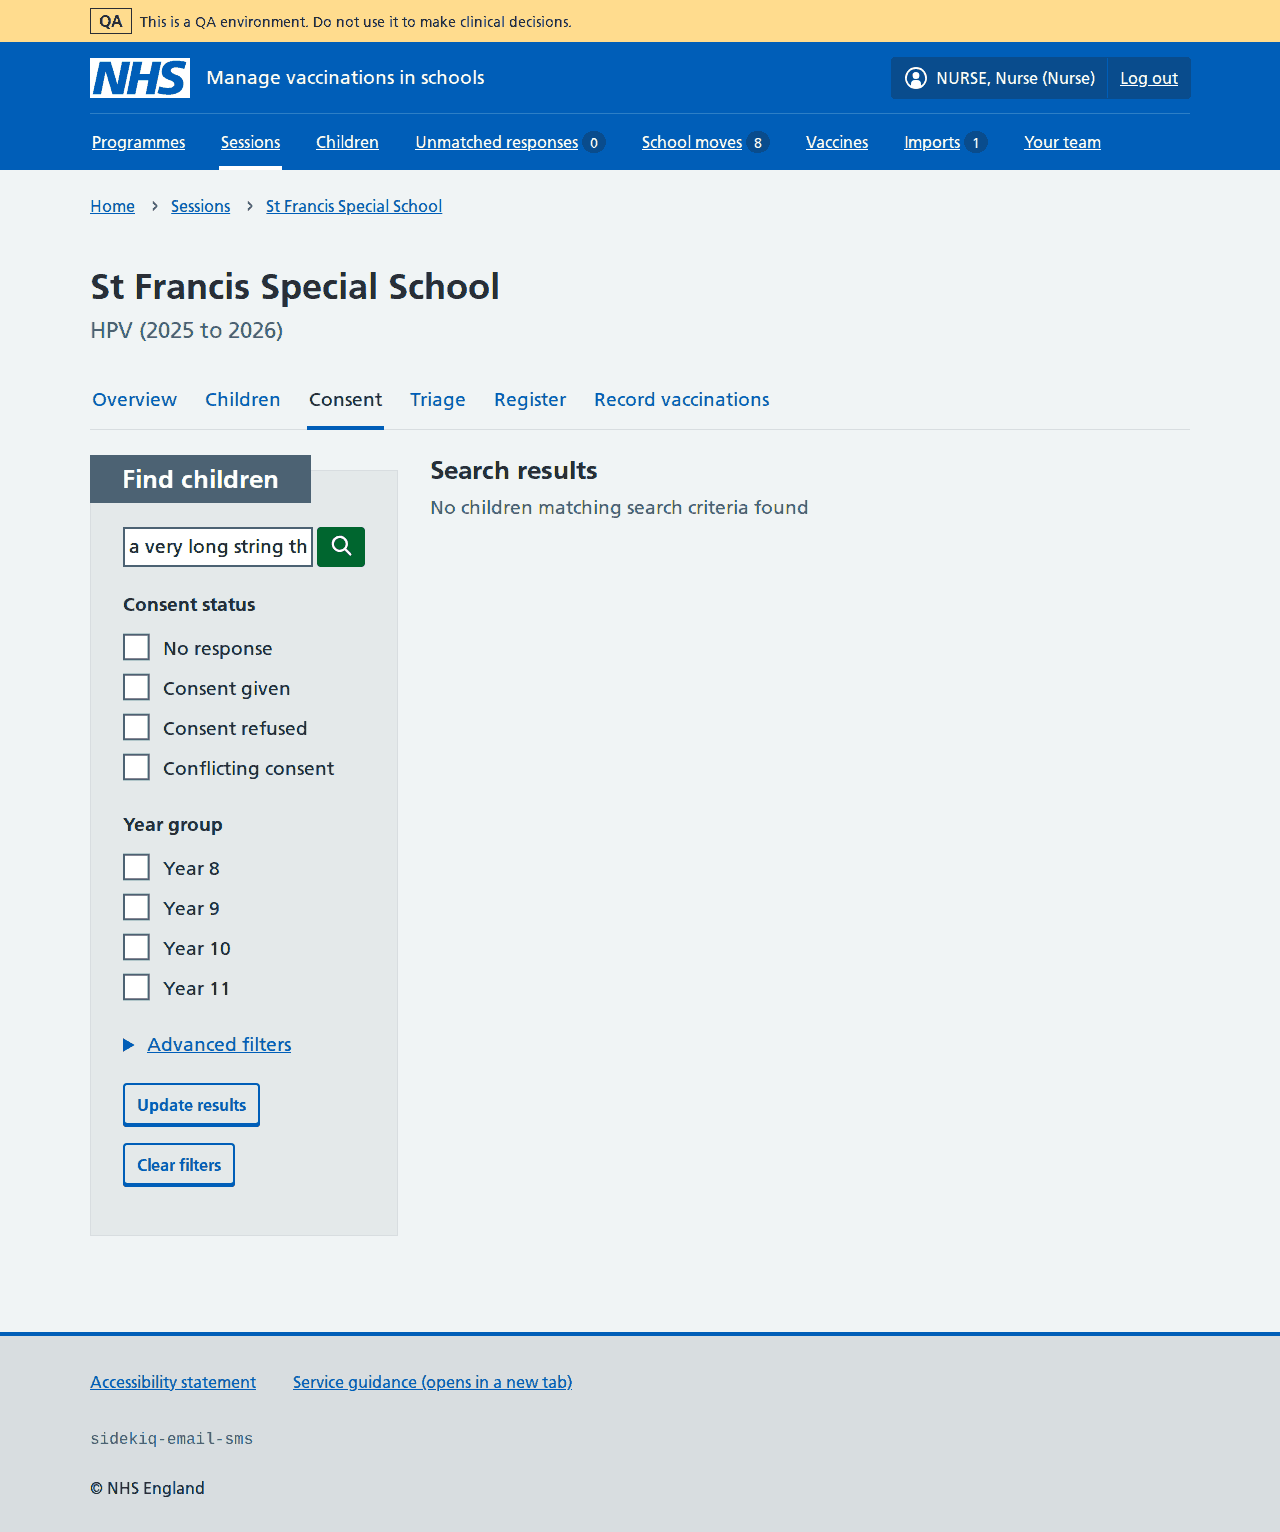 QA This is a QA environment. Do not use it to make clinical decisions.
NHS Manage vaccinations in schools NURSE, Nurse (Nurse) Log out
Programmes Sessions Children Unmatched responses 0 School moves 8 Vaccines Imports 1 Your team
Home › Sessions › St Francis Special School
St Francis Special School
HPV (2025 to 2026)
Overview Children Consent Triage Register Record vaccinations
Find children
a very long string th
Consent status
No response
Consent given
Consent refused
Conflicting consent
Year group
Year 8
Year 9
Year 10
Year 11
Advanced filters
Update results
Clear filters
Search results
No children matching search criteria found
Accessibility statement Service guidance (opens in a new tab)
sidekiq-email-sms
© NHS England